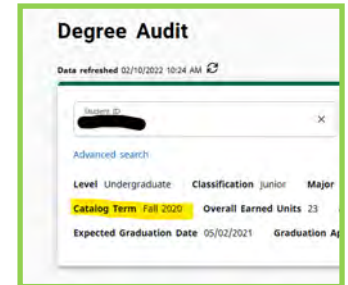 Degree Audit
Data refreshed 02/10/2022 10:24 AM
Student ID
Advanced search
Level Undergraduate Classification Junior Major
Catalog Term Fall 2020 Overall Earned Units 23
Expected Graduation Date 05/02/2021 Graduation Ap